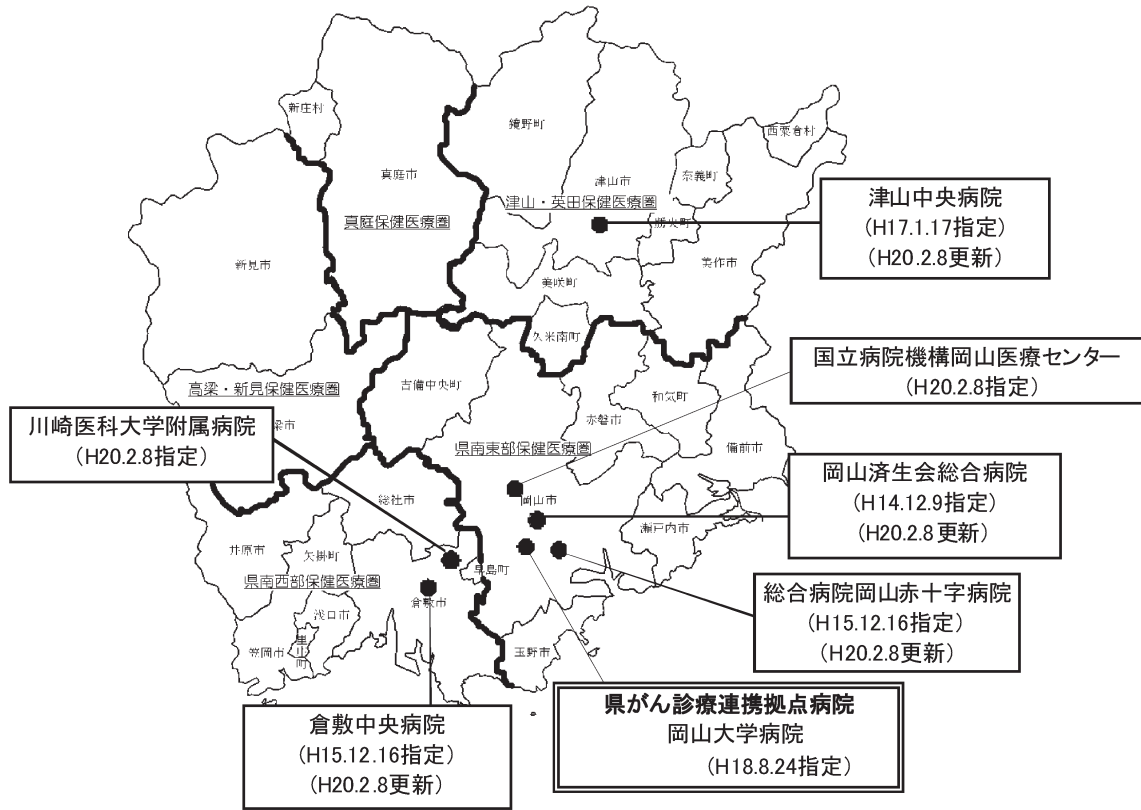 新庄村
真庭市
真庭保健医療圏
鏡野町
津山市
津山・英田保健医療圏
奈義町
西粟倉村
勝央町
美作市
美咲町
久米南町
新見市
高梁・新見保健医療圏
梁市
吉備中央町
県南東部保健医療圏
赤磐市
和気町
備前市
岡山市
瀬戸内市
総社市
井原市
矢掛町
県南西部保健医療圏
浅口市
笠岡市
里庄町
倉敷市
早島町
玉野市
津山中央病院
(H17.1.17指定)
(H20.2.8更新)
国立病院機構岡山医療センター
(H20.2.8指定)
川崎医科大学附属病院
(H20.2.8指定)
岡山済生会総合病院
(H14.12.9指定)
(H20.2.8更新)
総合病院岡山赤十字病院
(H15.12.16指定)
(H20.2.8更新)
県がん診療連携拠点病院
岡山大学病院
(H18.8.24指定)
倉敷中央病院
(H15.12.16指定)
(H20.2.8更新)